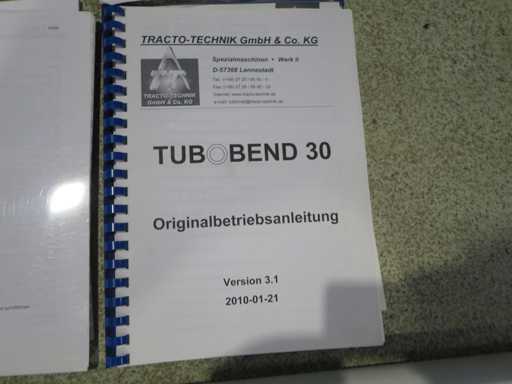 TRACTO-TECHNIK GmbH & Co. KG
Spezialmaschinen • Werk II
D-57368 Lennestadt
TRACTO-TECHNIK
GmbH & Co. KG
TUBOBEND 30
Originalbetriebsanleitung
Version 3.1
2010-01-21